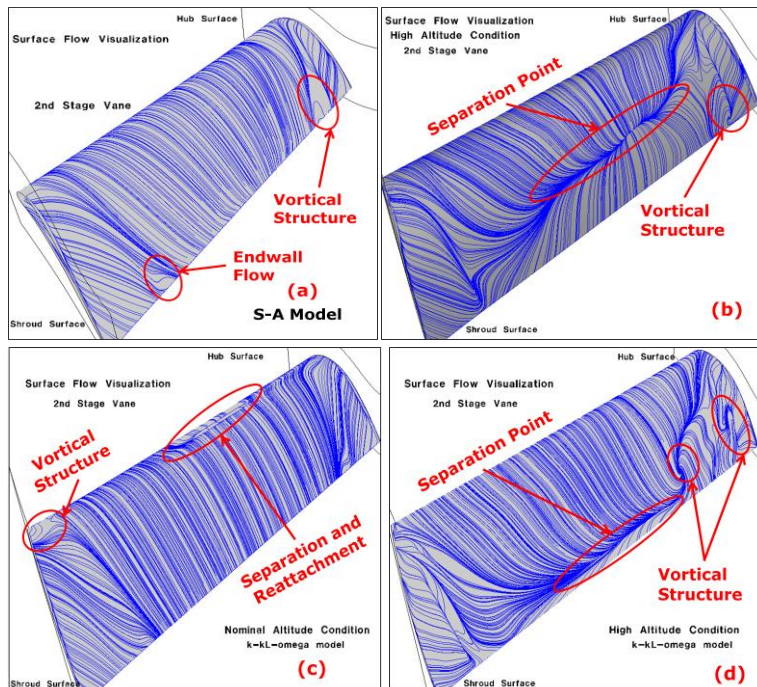 Hub Surface
Surface Flow Visualization
2nd Stage Vane
Vortical
Structure
Endwall
Flow
(a)
S-A Model
Shroud Surface
Surface Flow Visualization
High Altitude Condition
2nd Stage Vane
Hub Surface
Separation Point
Vortical
Structure
(b)
Shroud Surface
Hub Surface
Surface Flow Visualization
2nd Stage Vane
Vortical
Structure
Separation and
Reattachment
Nominal Altitude Condition
k-kL-omega model
(c)
Shroud Surface
Hub Surface
Surface Flow Visualization
2nd Stage Vane
Separation Point
Vortical
Structure
High Altitude Condition
k-kL-omega model
(d)
Shroud Surface